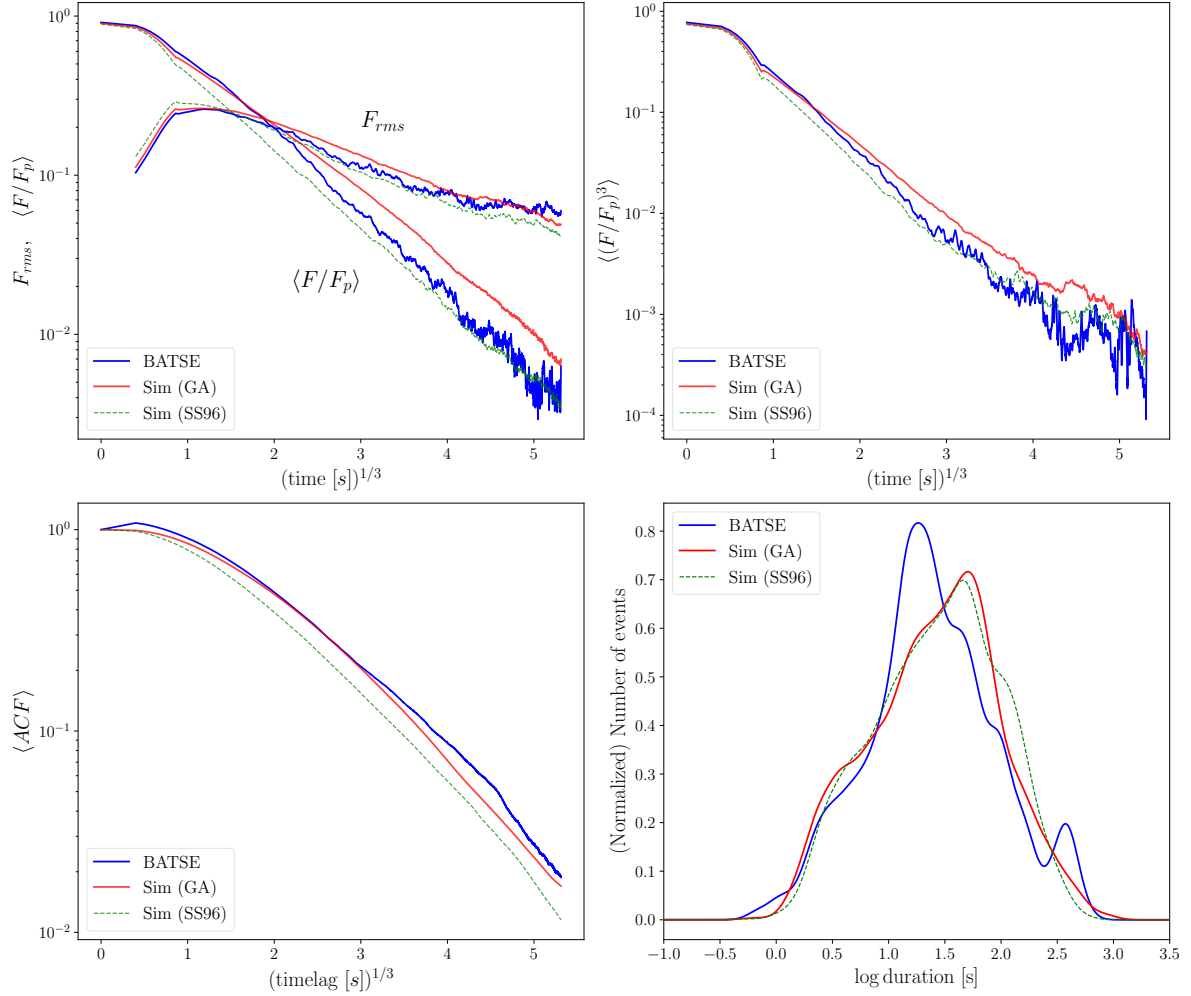 10^0
10^{-1}
10^{-2}
F_{rms}, ⟨F/F_p⟩
F_{rms}
⟨F/F_p⟩
BATSE
Sim (GA)
Sim (SS96)
0 1 2 3 4 5
(time [s])^{1/3}
10^0
10^{-1}
10^{-2}
10^{-3}
10^{-4}
⟨(F/F_p)^3⟩
BATSE
Sim (GA)
Sim (SS96)
0 1 2 3 4 5
(time [s])^{1/3}
10^0
10^{-1}
10^{-2}
⟨ACF⟩
BATSE
Sim (GA)
Sim (SS96)
0 1 2 3 4 5
(timelag [s])^{1/3}
BATSE
Sim (GA)
Sim (SS96)
0.8
0.7
0.6
0.5
0.4
0.3
0.2
0.1
0.0
(Normalized) Number of events
−1.0 −0.5 0.0 0.5 1.0 1.5 2.0 2.5 3.0 3.5
log duration [s]